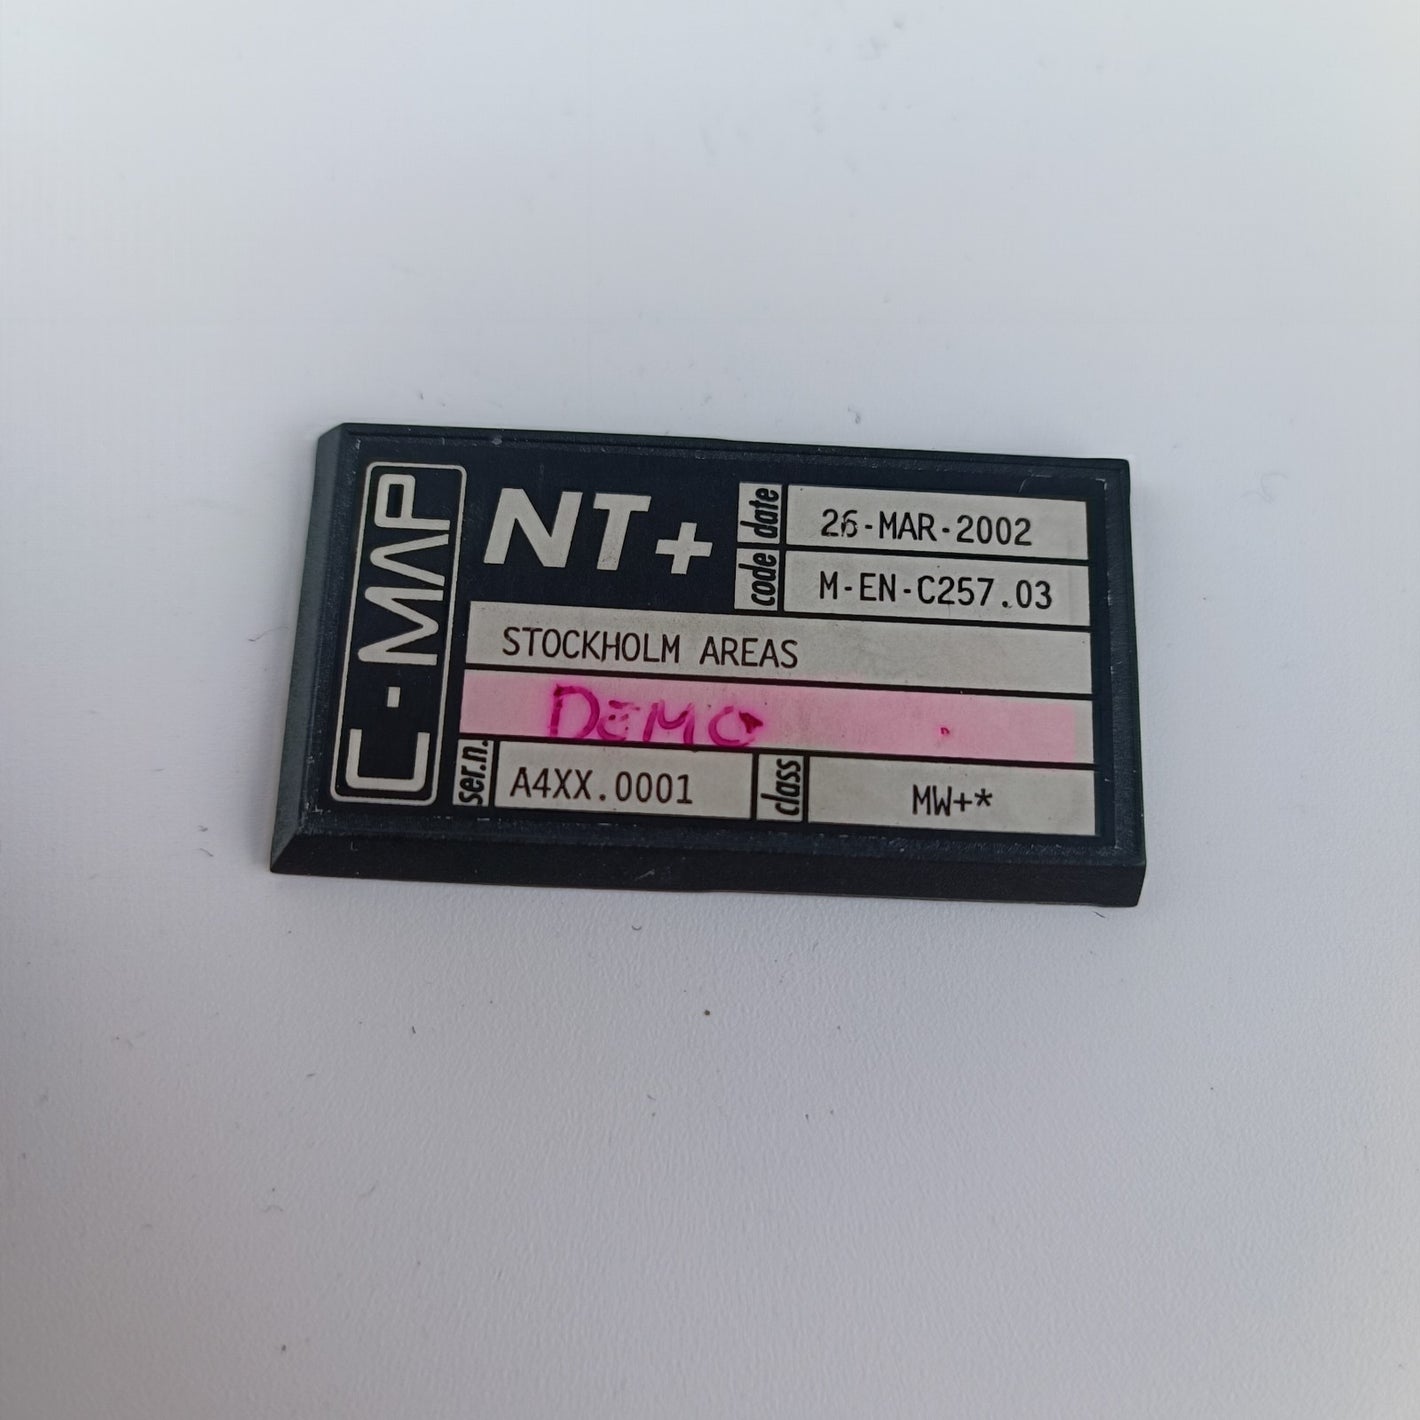 C-MAP
NT+
date 26-MAR-2002
code M-EN-C257.03
STOCKHOLM AREAS
DEMO
ser.n. A4XX.0001 class MW+*